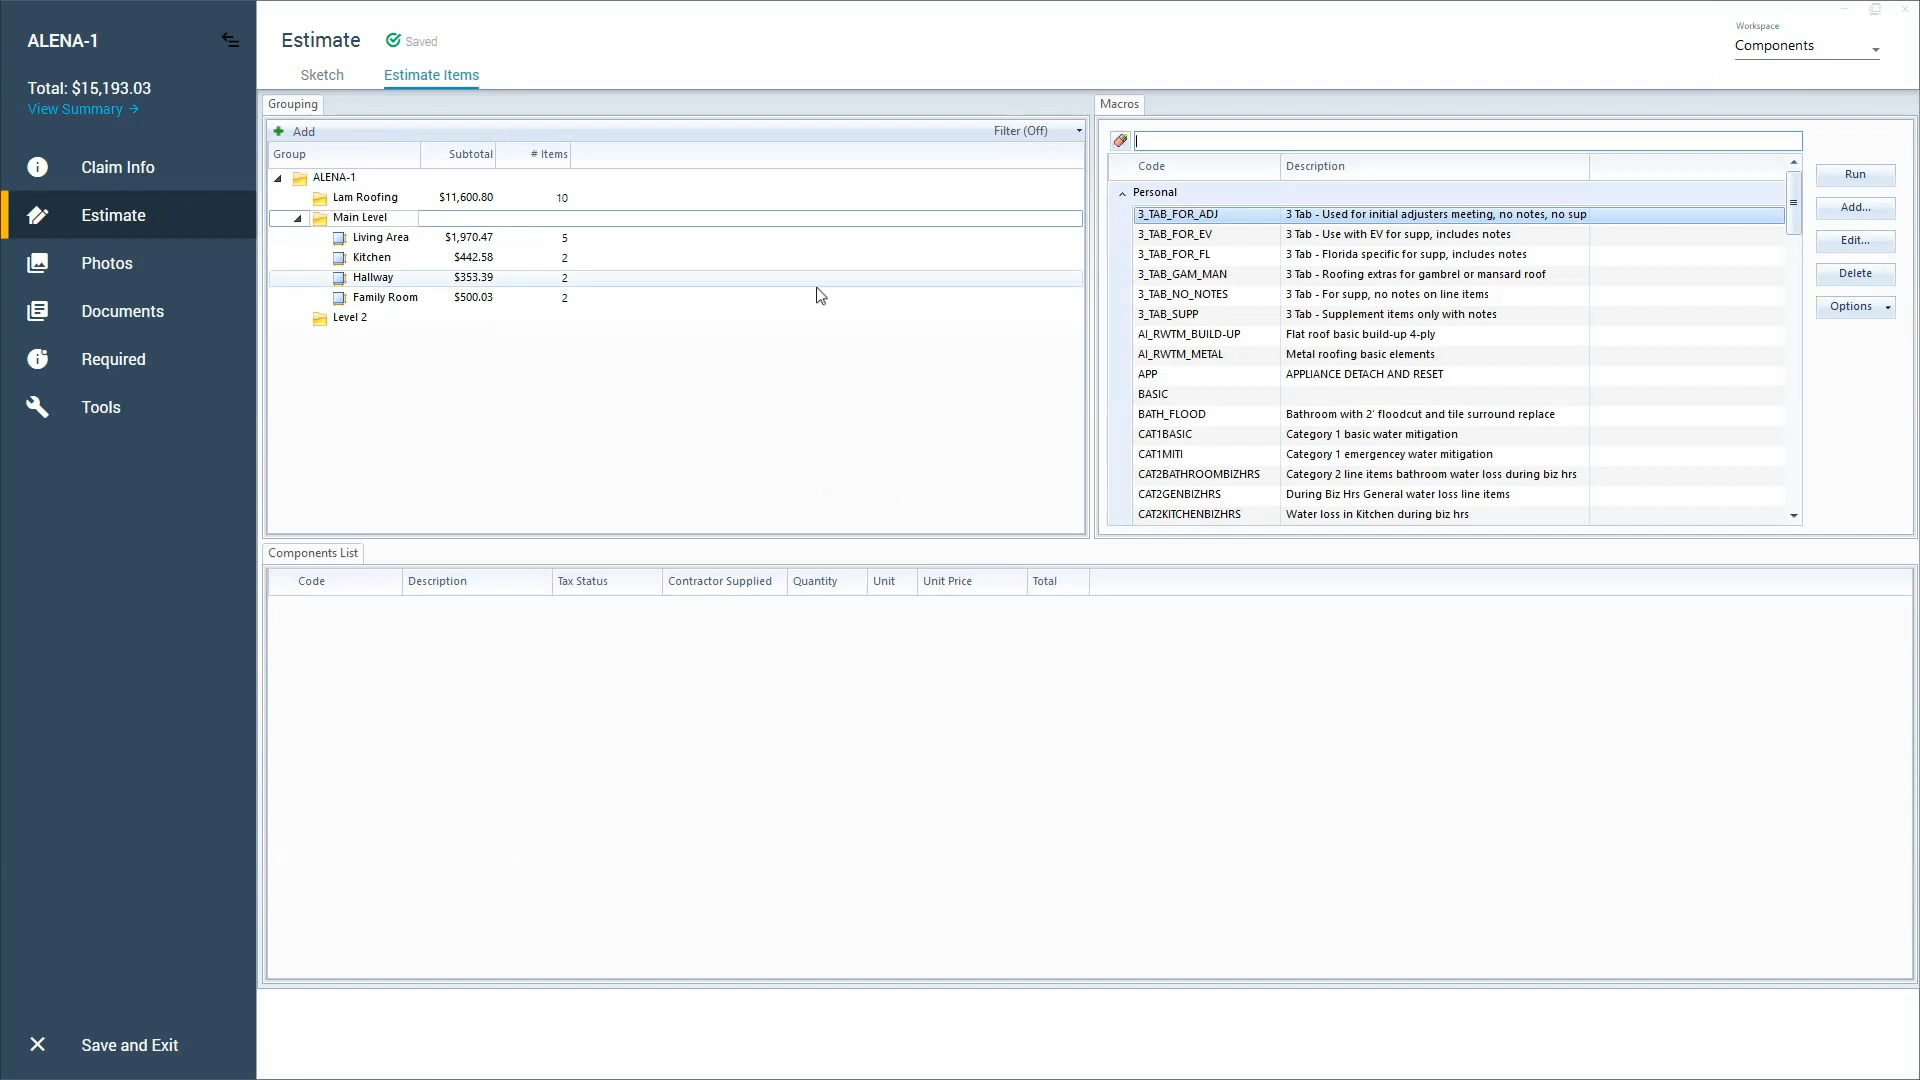 ALENA-1
Total: $15,193.03
View Summary →
Claim Info
Estimate
Photos
Documents
Required
Tools
Save and Exit
Estimate
Saved
Workspace
Components
Sketch
Estimate Items
Grouping
Add
Filter (Off)
Group Subtotal # Items
ALENA-1
Lam Roofing $11,600.80 10
Main Level
Living Area $1,970.47 5
Kitchen $442.58 2
Hallway $353.39 2
Family Room $500.03 2
Level 2
Macros
Code Description
Personal
3_TAB_FOR_ADJ 3 Tab - Used for initial adjusters meeting, no notes, no sup
3_TAB_FOR_EV 3 Tab - Use with EV for supp, includes notes
3_TAB_FOR_FL 3 Tab - Florida specific for supp, includes notes
3_TAB_GAM_MAN 3 Tab - Roofing extras for gambrel or mansard roof
3_TAB_NO_NOTES 3 Tab - For supp, no notes on line items
3_TAB_SUPP 3 Tab - Supplement items only with notes
AI_RWTM_BUILD-UP Flat roof basic build-up 4-ply
AI_RWTM_METAL Metal roofing basic elements
APP APPLIANCE DETACH AND RESET
BASIC
BATH_FLOOD Bathroom with 2' floodcut and tile surround replace
CAT1BASIC Category 1 basic water mitigation
CAT1MITI Category 1 emergencey water mitigation
CAT2BATHROOMBIZHRS Category 2 line items bathroom water loss during biz hrs
CAT2GENBIZHRS During Biz Hrs General water loss line items
CAT2KITCHENBIZHRS Water loss in Kitchen during biz hrs
Run
Add...
Edit...
Delete
Options
Components List
Code Description Tax Status Contractor Supplied Quantity Unit Unit Price Total